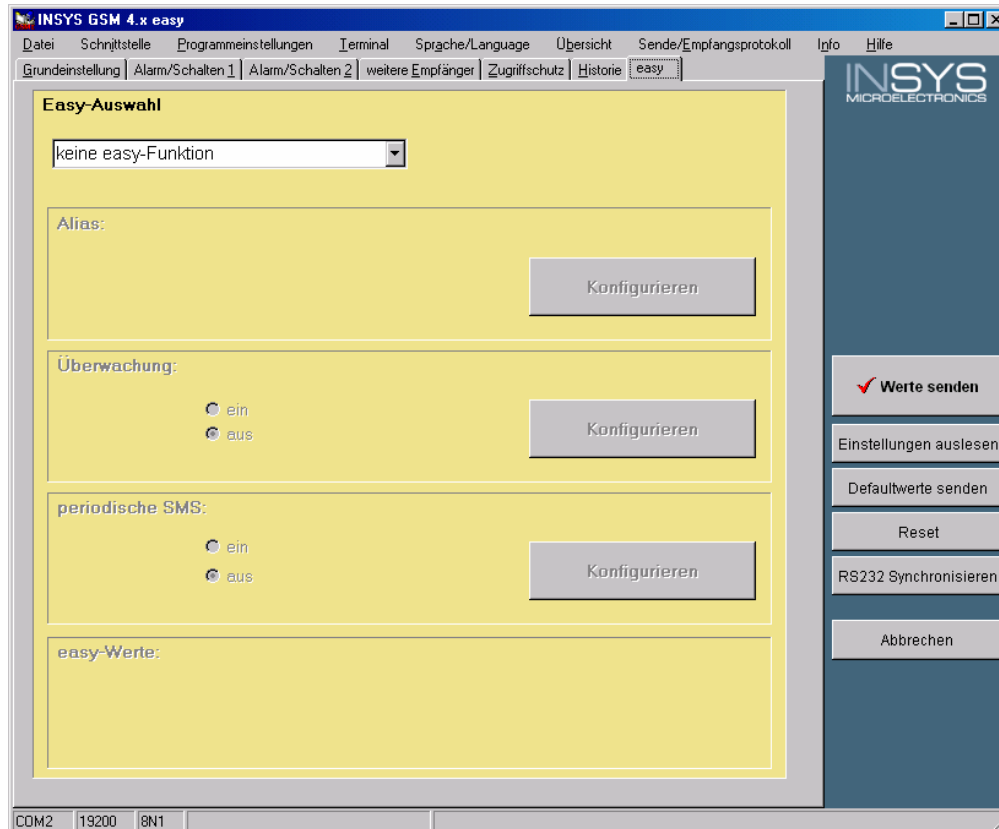 INSYS GSM 4.x easy
Datei Schnittstelle Programmeinstellungen Terminal Sprache/Language Übersicht Sende/Empfangsprotokoll Info Hilfe
Grundeinstellung Alarm/Schalten 1 Alarm/Schalten 2 weitere Empfänger Zugriffschutz Historie easy
INSYS
MICROELECTRONICS
Easy-Auswahl
keine easy-Funktion
Alias:
Konfigurieren
Überwachung:
ein
aus
Konfigurieren
periodische SMS:
ein
aus
Konfigurieren
easy-Werte:
Werte senden
Einstellungen auslesen
Defaultwerte senden
Reset
RS232 Synchronisieren
Abbrechen
COM2 19200 8N1